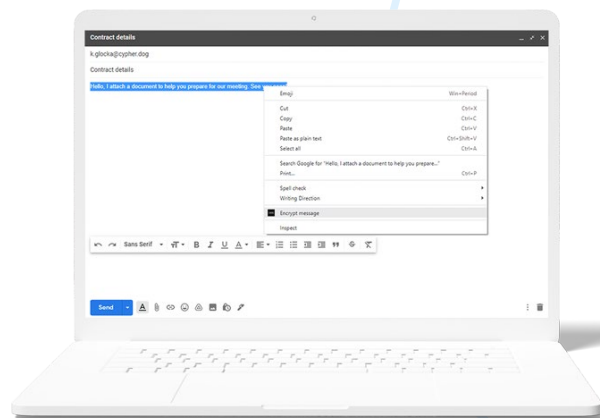 Contract details
k.glocka@cypher.dog
Contract details
Hello, I attach a document to help you prepare for our meeting. See
Emoji Win+Period
Cut Ctrl+X
Copy Ctrl+C
Paste Ctrl+V
Paste as plain text Ctrl+Shift+V
Select all Ctrl+A
Search Google for "Hello, I attach a document to help you prepare..."
Print... Ctrl+P
Spell check
Writing Direction
Encrypt message
Inspect
Sans Serif
Send